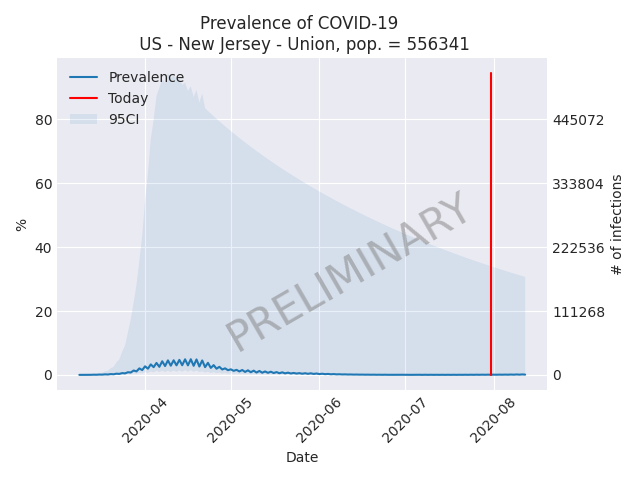 Prevalence of COVID-19
US - New Jersey - Union, pop. = 556341
Prevalence
Today
95CI
%
80
60
40
20
0
445072
333804
222536
111268
0
# of infections
PRELIMINARY
2020-04
2020-05
2020-06
2020-07
2020-08
Date